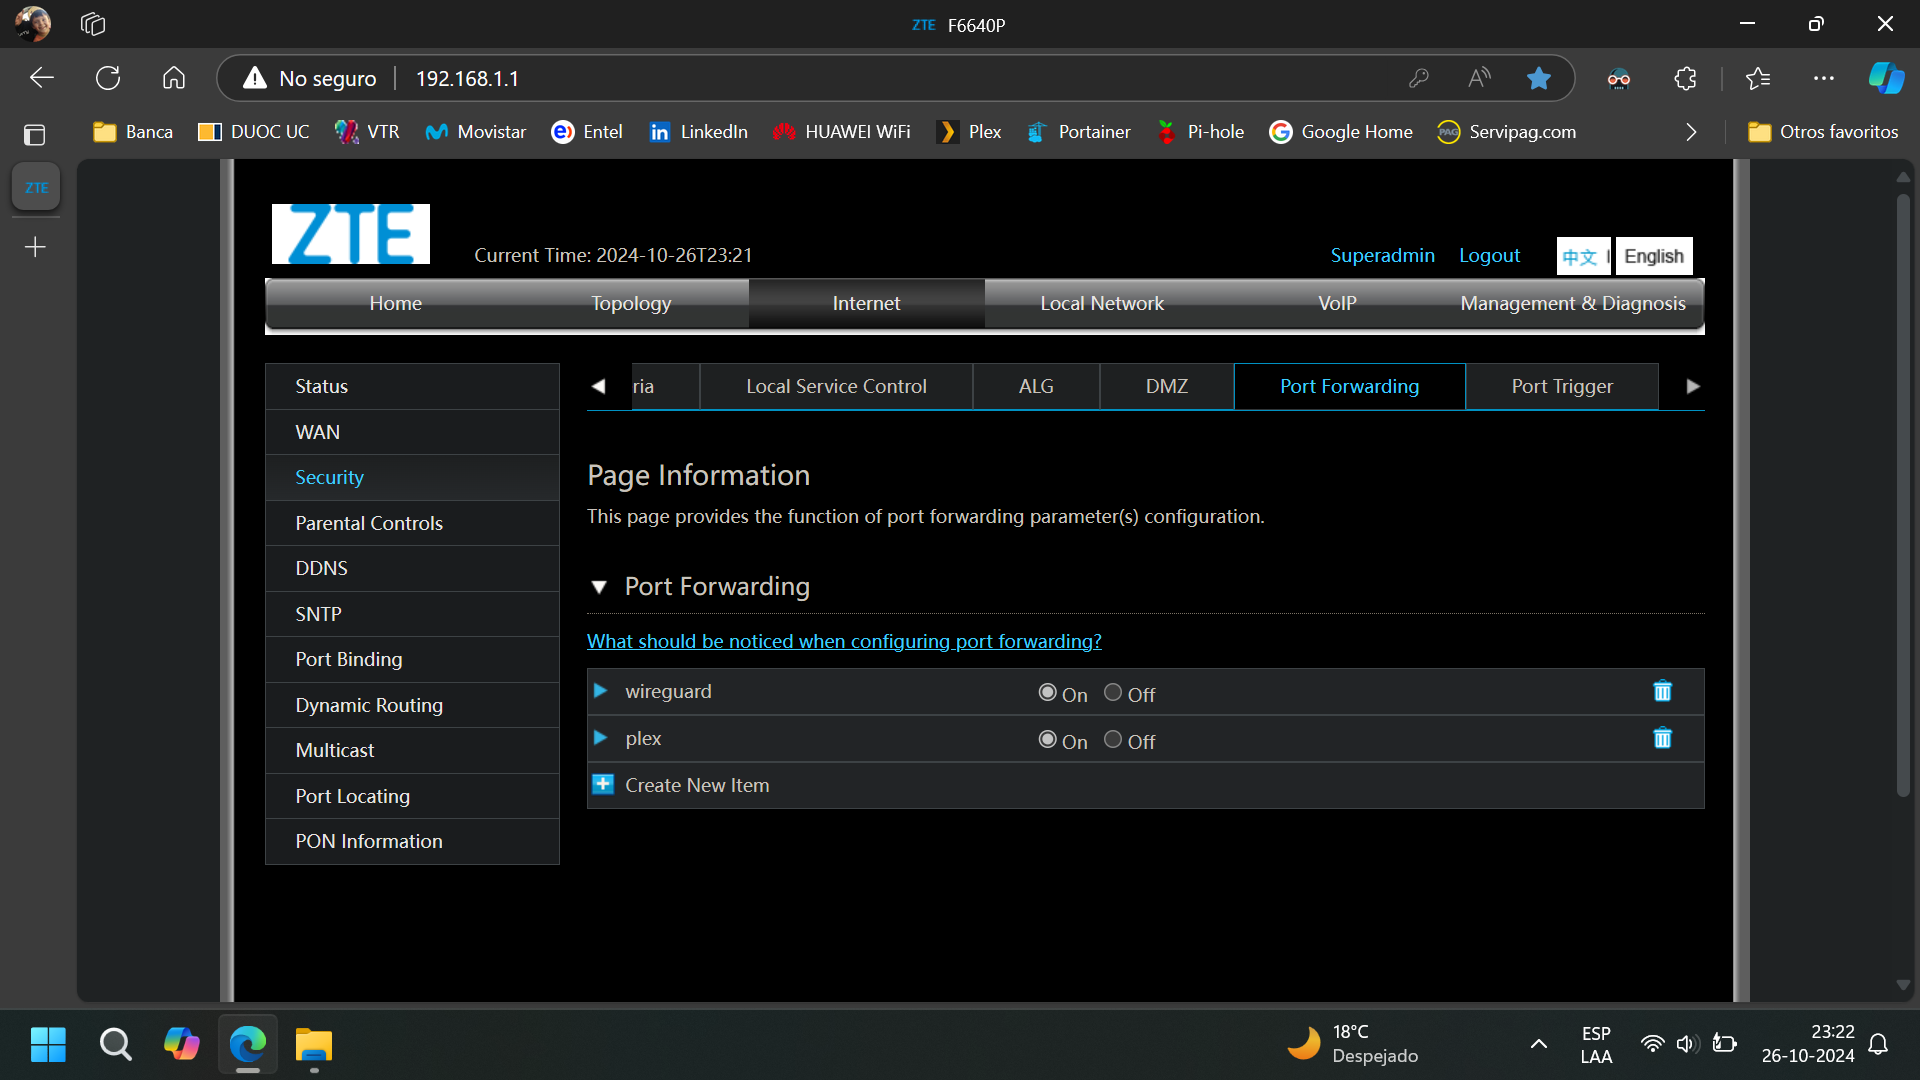 ZTE F6640P
No seguro
192.168.1.1
Banca
DUOC UC
VTR
Movistar
Entel
LinkedIn
HUAWEI WiFi
Plex
Portainer
Pi-hole
Google Home
PAG
Servipag.com
Otros favoritos
ZTE
ZTE
Current Time: 2024-10-26T23:21
Superadmin
Logout
中文 |
English
Home
Topology
Internet
Local Network
VoIP
Management & Diagnosis
Status
WAN
Security
Parental Controls
DDNS
SNTP
Port Binding
Dynamic Routing
Multicast
Port Locating
PON Information
ria
Local Service Control
ALG
DMZ
Port Forwarding
Port Trigger
Page Information
This page provides the function of port forwarding parameter(s) configuration.
Port Forwarding
What should be noticed when configuring port forwarding?
wireguard
On
Off
plex
On
Off
Create New Item
18°C
Despejado
ESP
LAA
23:22
26-10-2024